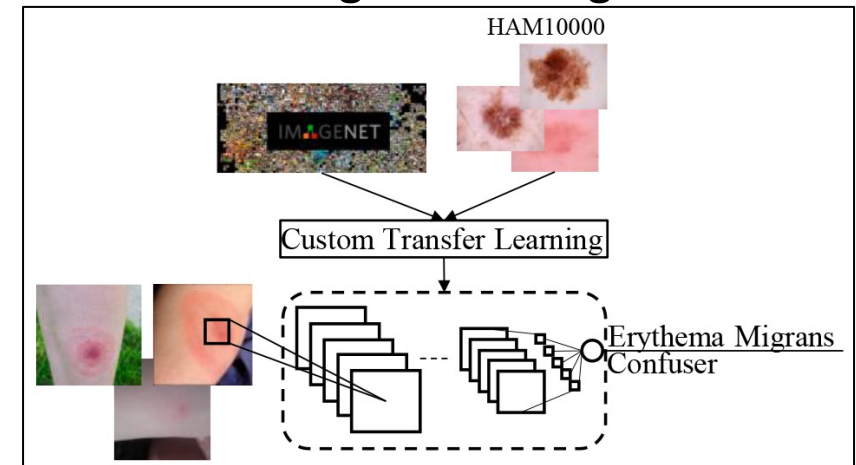 HAM10000
IMAGENET
Custom Transfer Learning
Erythema Migrans
Confuser